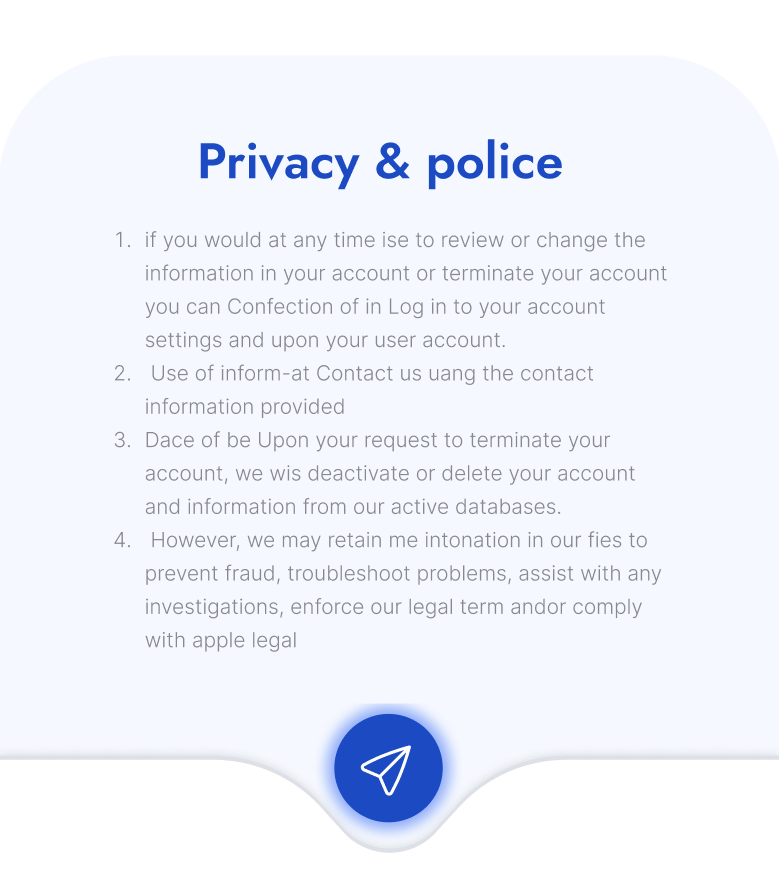 Privacy & police
1. if you would at any time ise to review or change the
information in your account or terminate your account
you can Confection of in Log in to your account
settings and upon your user account.
2. Use of inform-at Contact us uang the contact
information provided
3. Dace of be Upon your request to terminate your
account, we wis deactivate or delete your account
and information from our active databases.
4. However, we may retain me intonation in our fies to
prevent fraud, troubleshoot problems, assist with any
investigations, enforce our legal term andor comply
with apple legal